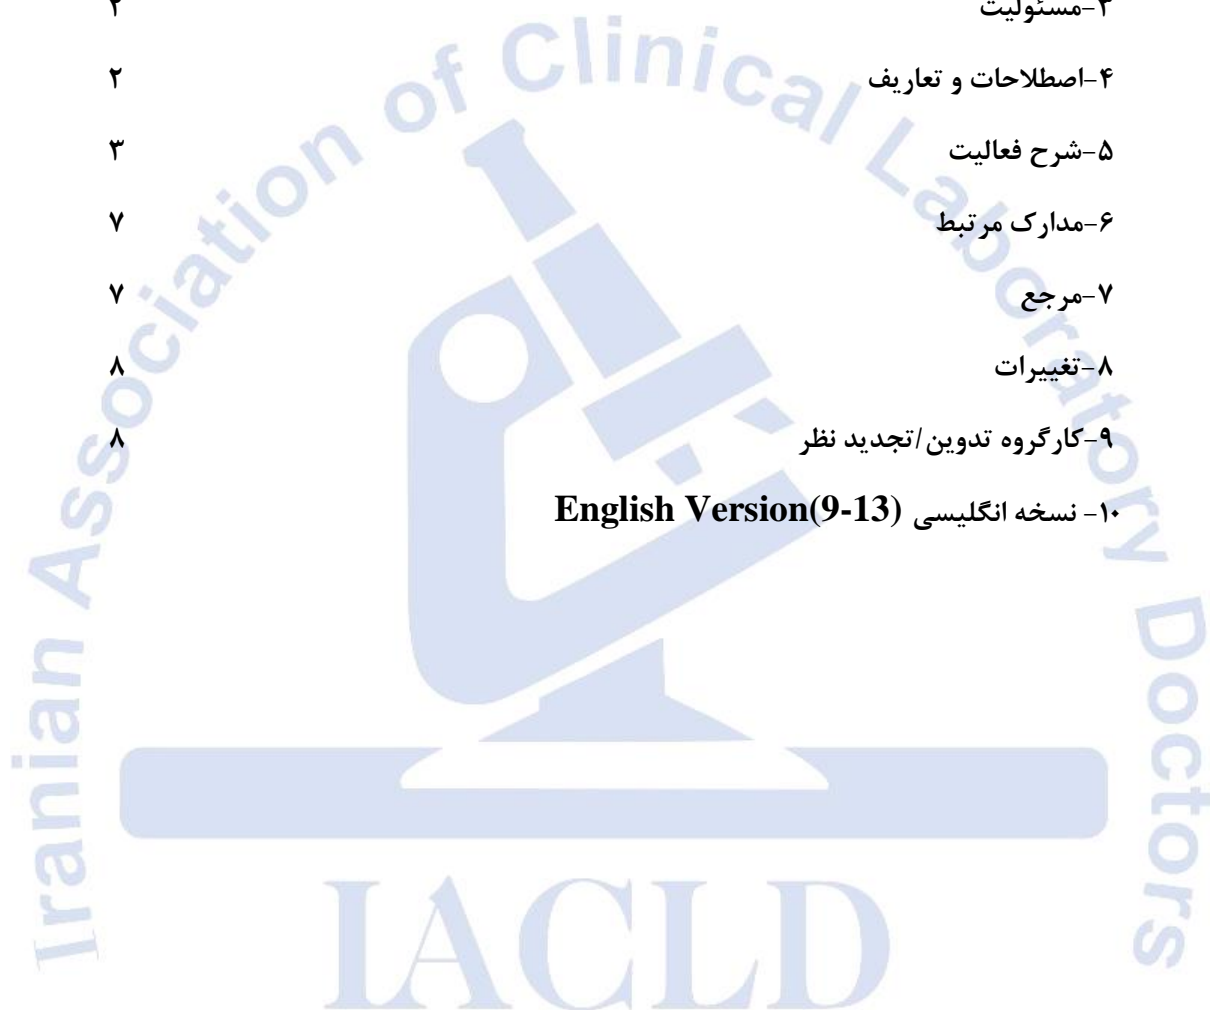 ۳-مسئولیت ۲
۴-اصطلاحات و تعاریف ۲
۵-شرح فعالیت ۳
۶-مدارک مرتبط ۷
۷-مرجع ۷
۸-تغییرات ۸
۹-کارگروه تدوین/تجدید نظر ۸
۱۰- نسخه انگلیسی English Version(9-13)
Iranian Association of Clinical Laboratory Doctors
IACLD